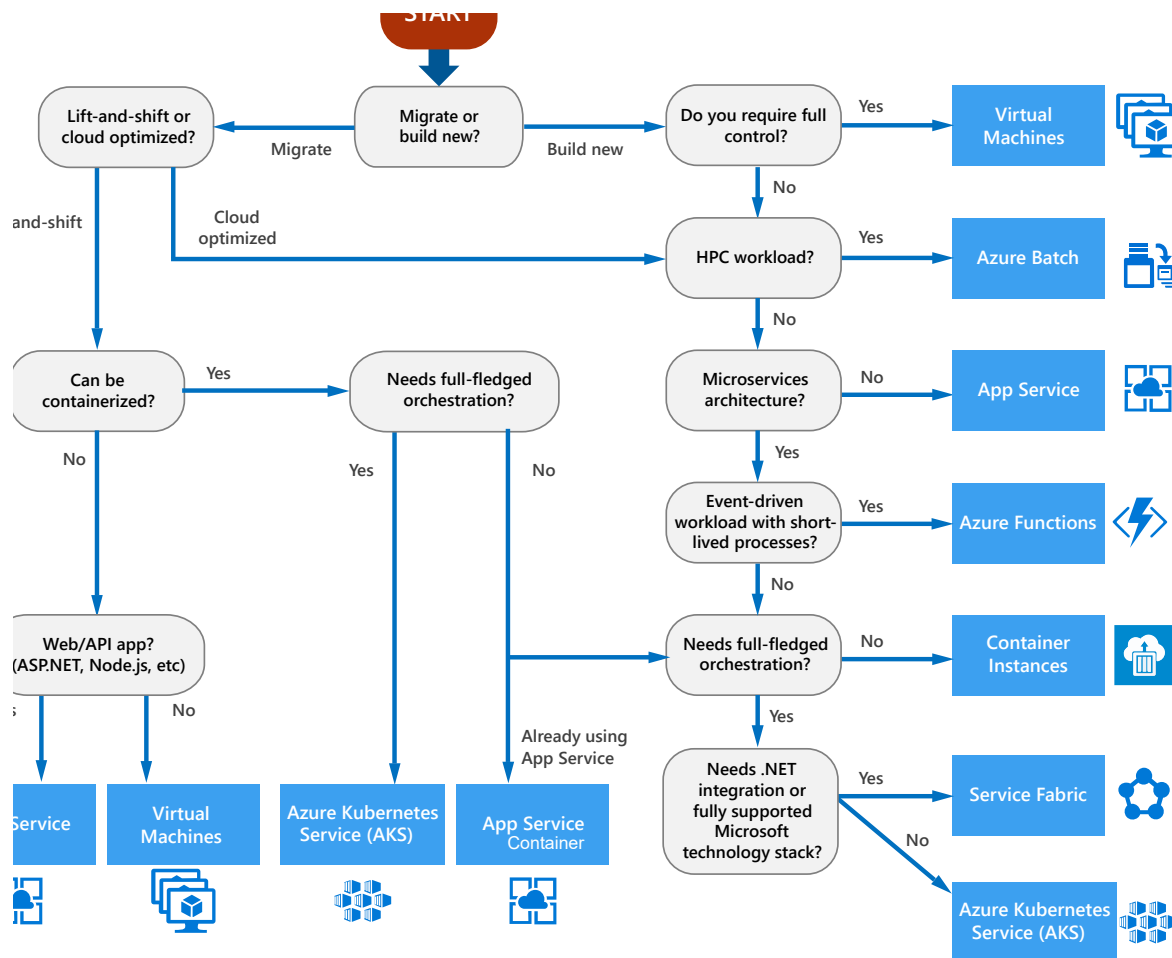 START
Lift-and-shift or
cloud optimized?
Migrate or
build new?
Do you require full
control?
Yes
Virtual
Machines
Migrate
Build new
No
and-shift
Cloud
optimized
HPC workload?
Yes
Azure Batch
No
Can be
containerized?
Yes
Needs full-fledged
orchestration?
Microservices
architecture?
No
App Service
No
Yes
No
Yes
Event-driven
workload with short-
lived processes?
Yes
Azure Functions
No
Web/API app?
(ASP.NET, Node.js, etc)
Needs full-fledged
orchestration?
No
Container
Instances
s
No
Yes
Already using
App Service
Needs .NET
integration or
fully supported
Microsoft
technology stack?
Yes
Service Fabric
No
Service
Virtual
Machines
Azure Kubernetes
Service (AKS)
App Service
Container
Azure Kubernetes
Service (AKS)